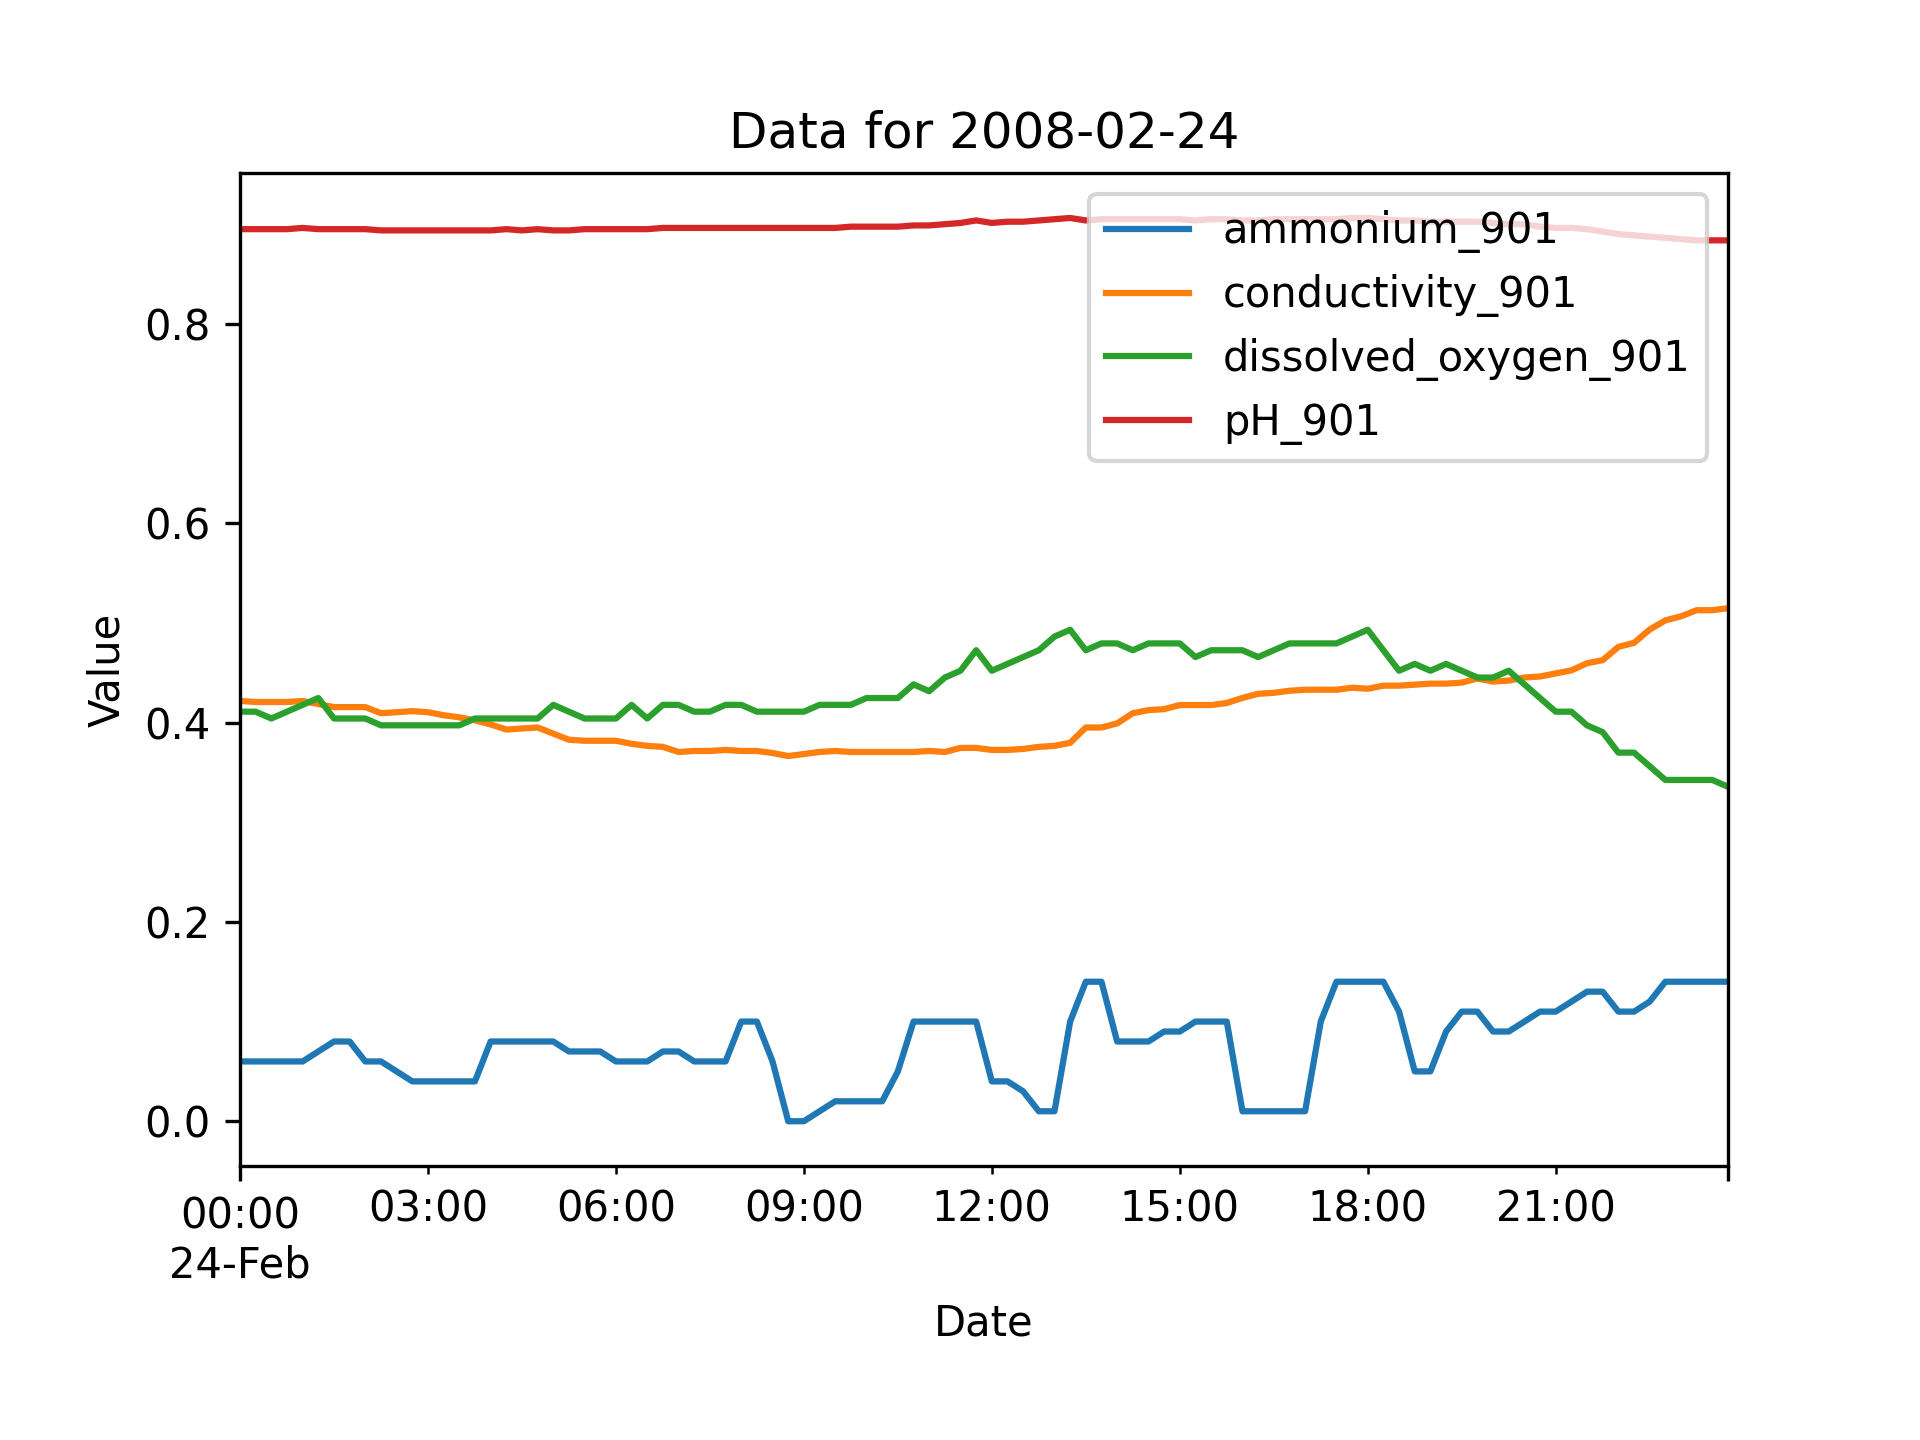 Data for 2008-02-24
ammonium_901
conductivity_901
dissolved_oxygen_901
pH_901
0.8
0.6
0.4
0.2
0.0
Value
00:00 03:00 06:00 09:00 12:00 15:00 18:00 21:00
24-Feb
Date